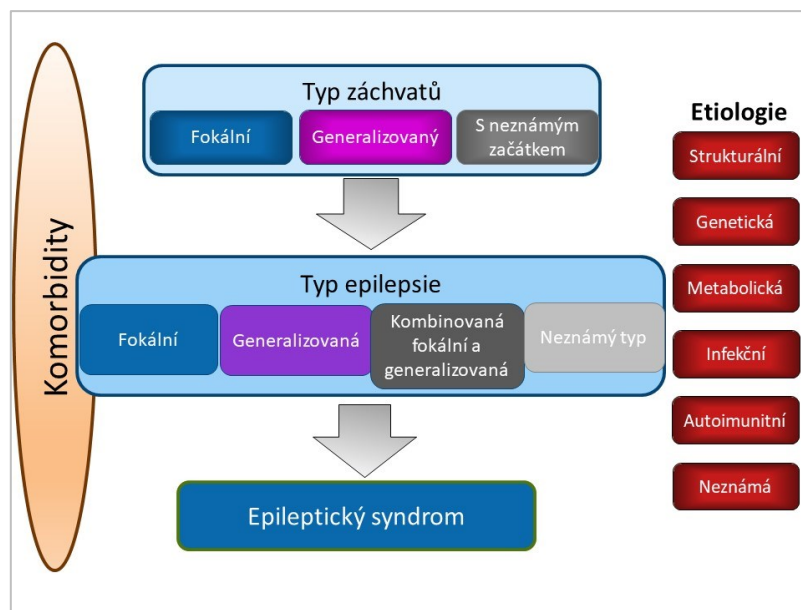 Komorbidity
Typ záchvatů
Fokální
Generalizovaný
S neznámým
začátkem
Typ epilepsie
Fokální
Generalizovaná
Kombinovaná
fokální a
generalizovaná
Neznámý typ
Epileptický syndrom
Etiologie
Strukturální
Genetická
Metabolická
Infekční
Autoimunitní
Neznámá